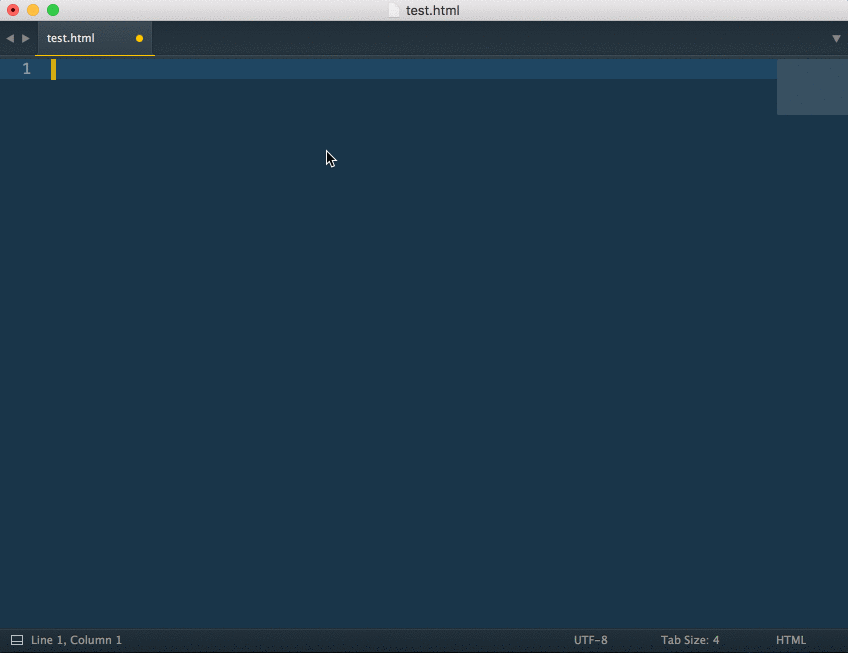 test.html
test.html
1
Line 1, Column 1 UTF-8 Tab Size: 4 HTML